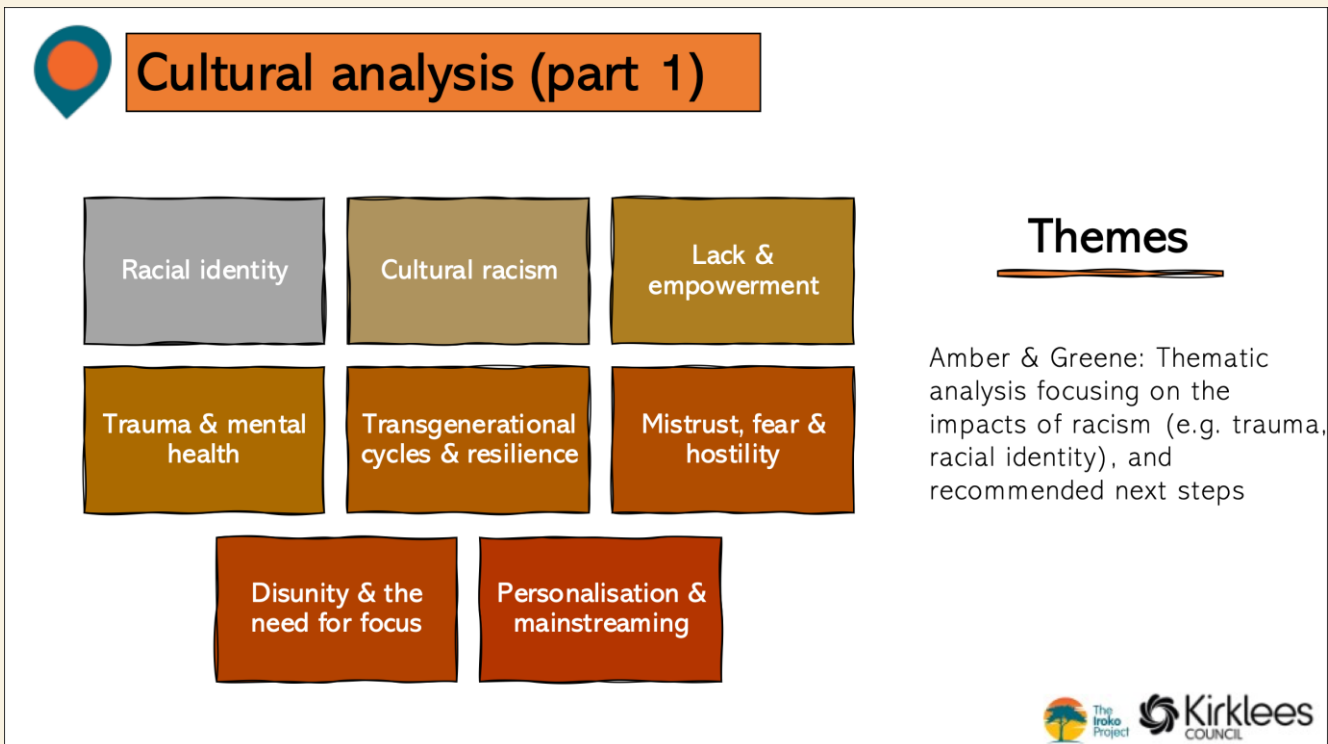 Cultural analysis (part 1)
Racial identity
Cultural racism
Lack &
empowerment
Trauma & mental
health
Transgenerational
cycles & resilience
Mistrust, fear &
hostility
Disunity & the
need for focus
Personalisation &
mainstreaming
Themes
Amber & Greene: Thematic
analysis focusing on the
impacts of racism (e.g. trauma,
racial identity), and
recommended next steps
The
Iroko
Project
Kirklees
COUNCIL